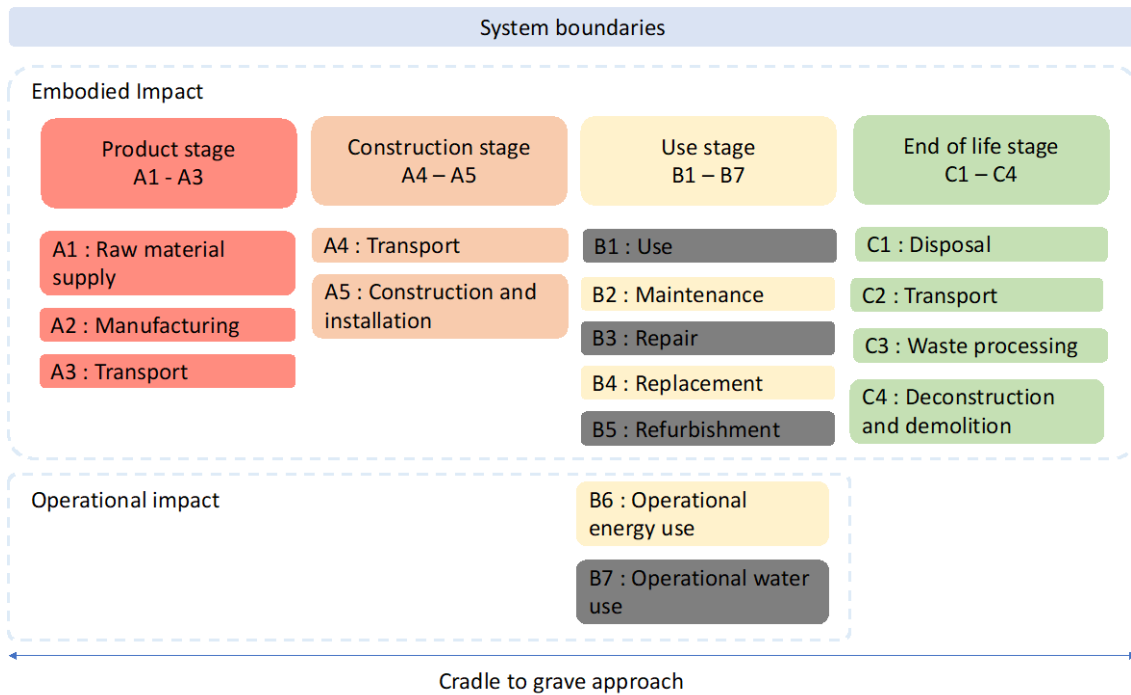 System boundaries
Embodied Impact
Product stage
A1 - A3
Construction stage
A4 – A5
Use stage
B1 – B7
End of life stage
C1 – C4
A1 : Raw material
supply
A2 : Manufacturing
A3 : Transport
A4 : Transport
A5 : Construction and
installation
B1 : Use
B2 : Maintenance
B3 : Repair
B4 : Replacement
B5 : Refurbishment
C1 : Disposal
C2 : Transport
C3 : Waste processing
C4 : Deconstruction
and demolition
Operational impact
B6 : Operational
energy use
B7 : Operational water
use
Cradle to grave approach